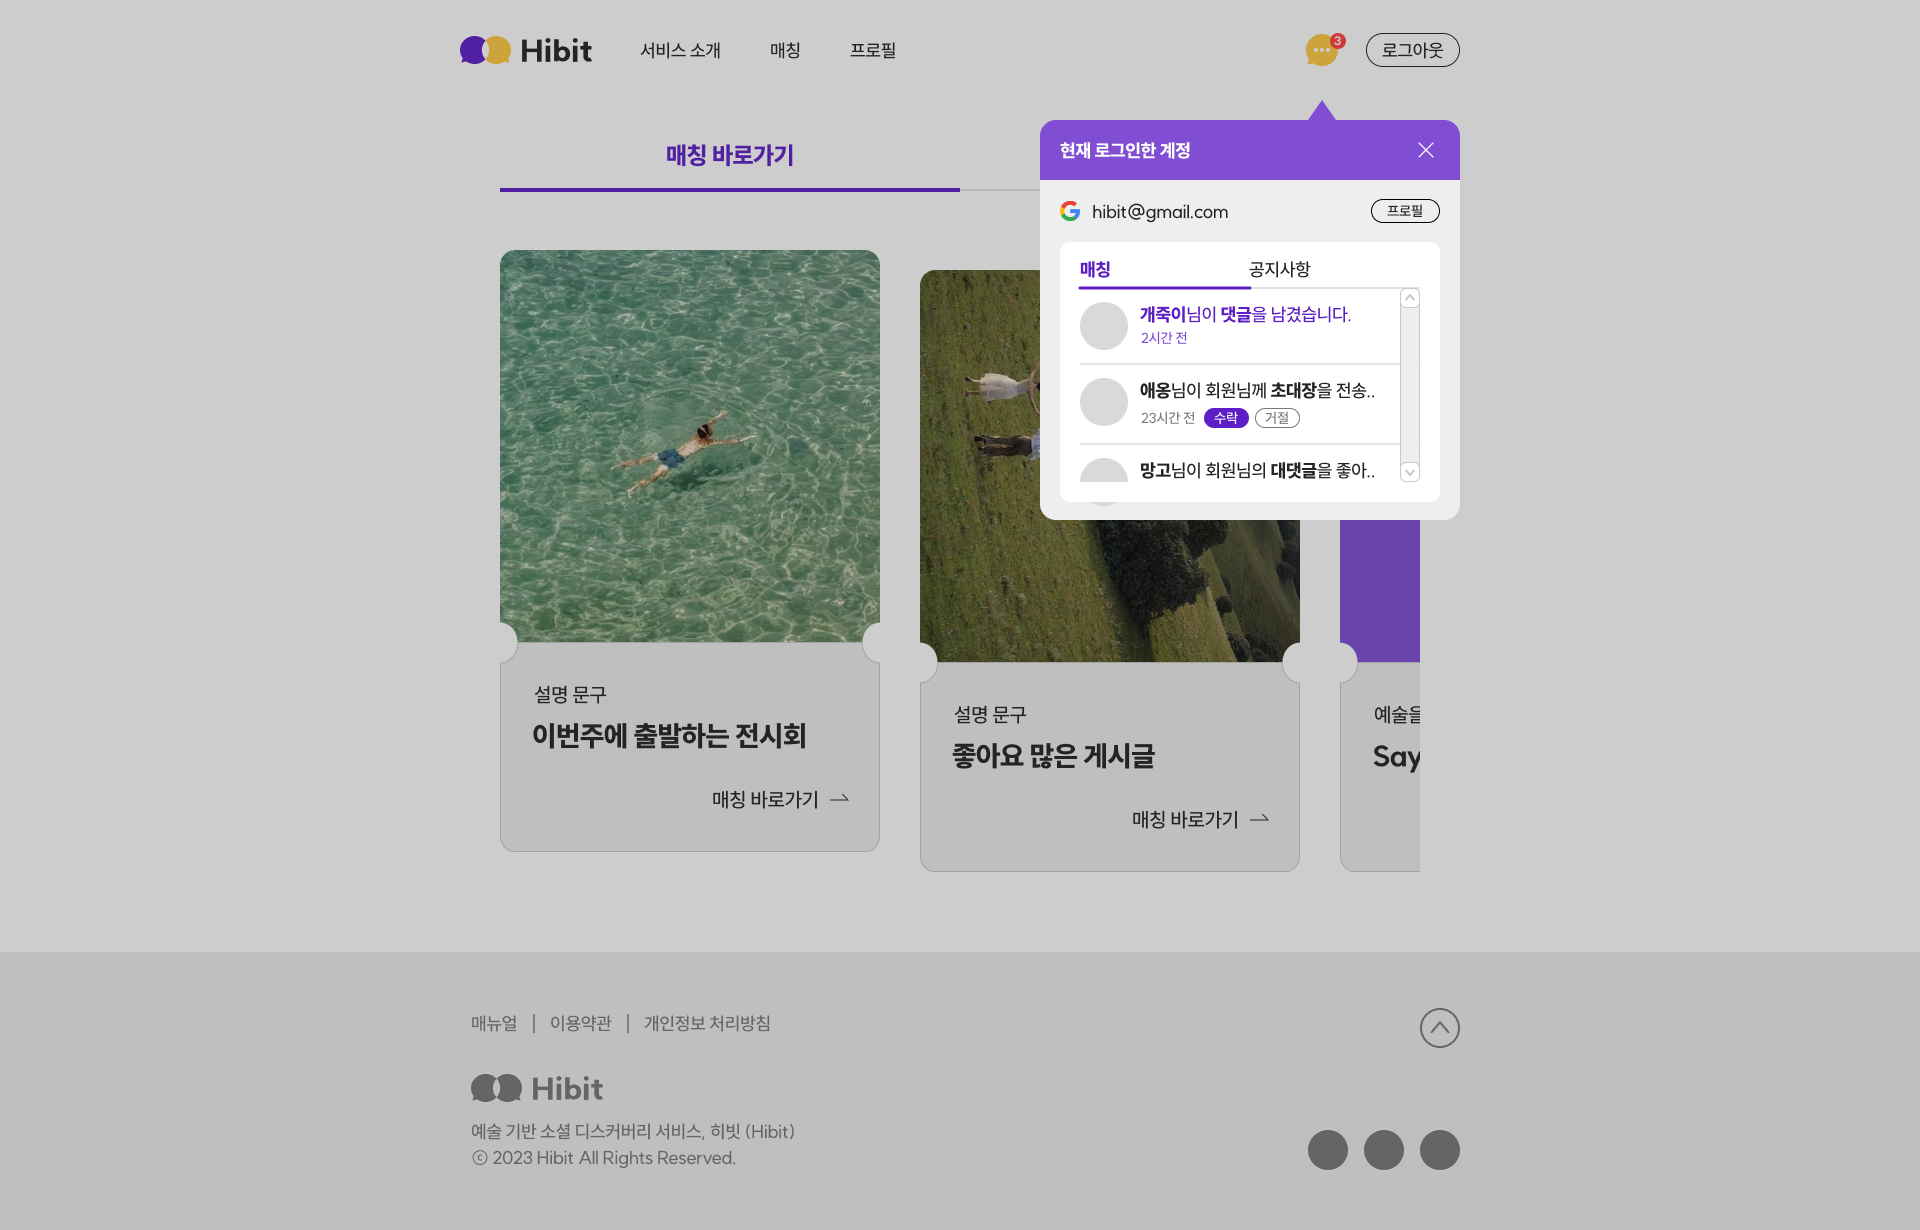 Hibit
서비스 소개
매칭
프로필
3
로그아웃
매칭 바로가기
현재 로그인한 계정
hibit@gmail.com
프로필
매칭
공지사항
개죽이님이 댓글을 남겼습니다.
2시간 전
애옹님이 회원님께 초대장을 전송..
23시간 전
수락
거절
망고님이 회원님의 대댓글을 좋아..
설명 문구
이번주에 출발하는 전시회
매칭 바로가기
설명 문구
좋아요 많은 게시글
매칭 바로가기
예술을
Say
매뉴얼 | 이용약관 | 개인정보 처리방침
Hibit
예술 기반 소셜 디스커버리 서비스, 히빗 (Hibit)
ⓒ 2023 Hibit All Rights Reserved.